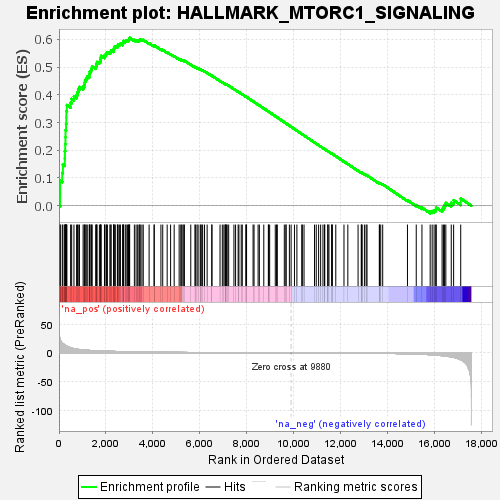 Enrichment plot: HALLMARK_MTORC1_SIGNALING
Enrichment score (ES)
0.6
0.5
0.4
0.3
0.2
0.1
0.0
'na_pos' (positively correlated)
Ranked list metric (PreRanked)
50
0
-50
-100
Zero cross at 9880
'na_neg' (negatively correlated)
0 2,000 4,000 6,000 8,000 10,000 12,000 14,000 16,000 18,000
Rank in Ordered Dataset
Enrichment profile Hits Ranking metric scores